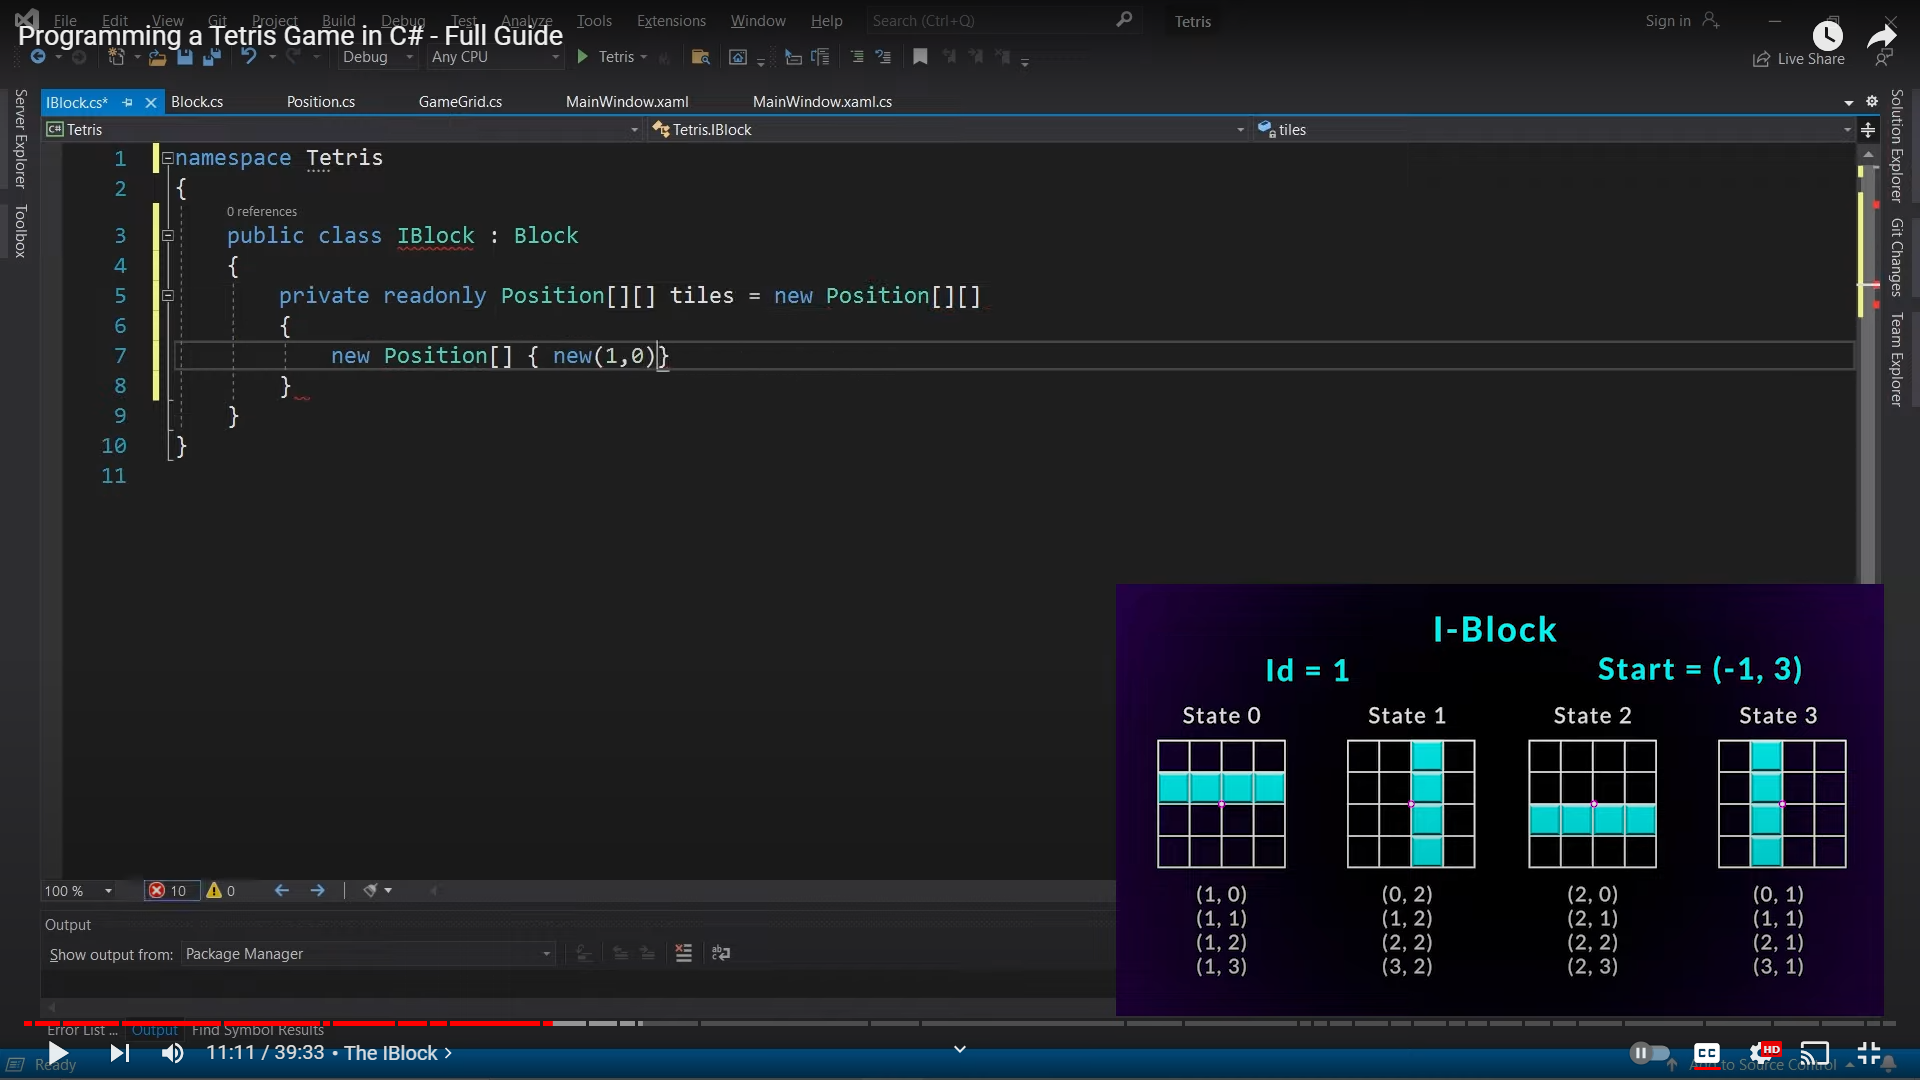 File Edit View Git Project Build Debug Test Analyze Tools Extensions Window Help Search (Ctrl+Q) Tetris Sign in
Programming a Tetris Game in C# - Full Guide
Debug Any CPU Tetris Live Share
IBlock.cs* Block.cs Position.cs GameGrid.cs MainWindow.xaml MainWindow.xaml.cs
C# Tetris Tetris.IBlock tiles
Server Explorer
Toolbox
Solution Explorer
Git Changes
Team Explorer
1 namespace Tetris
2 {
0 references
3 public class IBlock : Block
4 {
5 private readonly Position[][] tiles = new Position[][]
6 {
7 new Position[] { new(1,0)}
8 }
9 }
10 }
11
I-Block
Id = 1 Start = (-1, 3)
State 0 State 1 State 2 State 3
(1, 0) (0, 2) (2, 0) (0, 1)
(1, 1) (1, 2) (2, 1) (1, 1)
(1, 2) (2, 2) (2, 2) (2, 1)
(1, 3) (3, 2) (2, 3) (3, 1)
100 % 10 0
Output
Show output from: Package Manager
Error List ... Output Find Symbol Results
11:11 / 39:33 • The IBlock
CC HD
Ready to Source Control